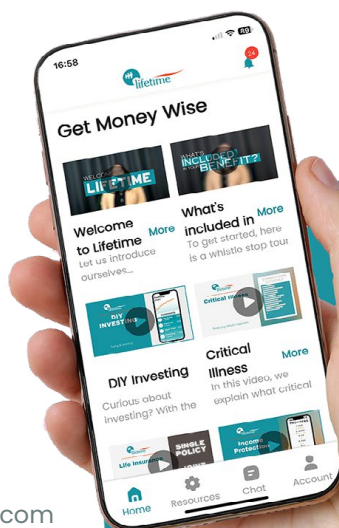 16:58
89
24
lifetime
Get Money Wise
WELCOME
LIFETIME
WHAT'S
INCLUDED IN
YOUR BENEFIT?
Welcome
to Lifetime More
Let us introduce
ourselves...
What's
included in More
To get started, here
is a whistle stop tour
DIY
INVESTING
Critical Illness
DIY Investing
Curious about
investing? With the
Critical
Illness More
In this video, we
explain what critical
Life Insurance
SINGLE
POLICY
Income
Protection
Home
Resources
Chat
Account
com